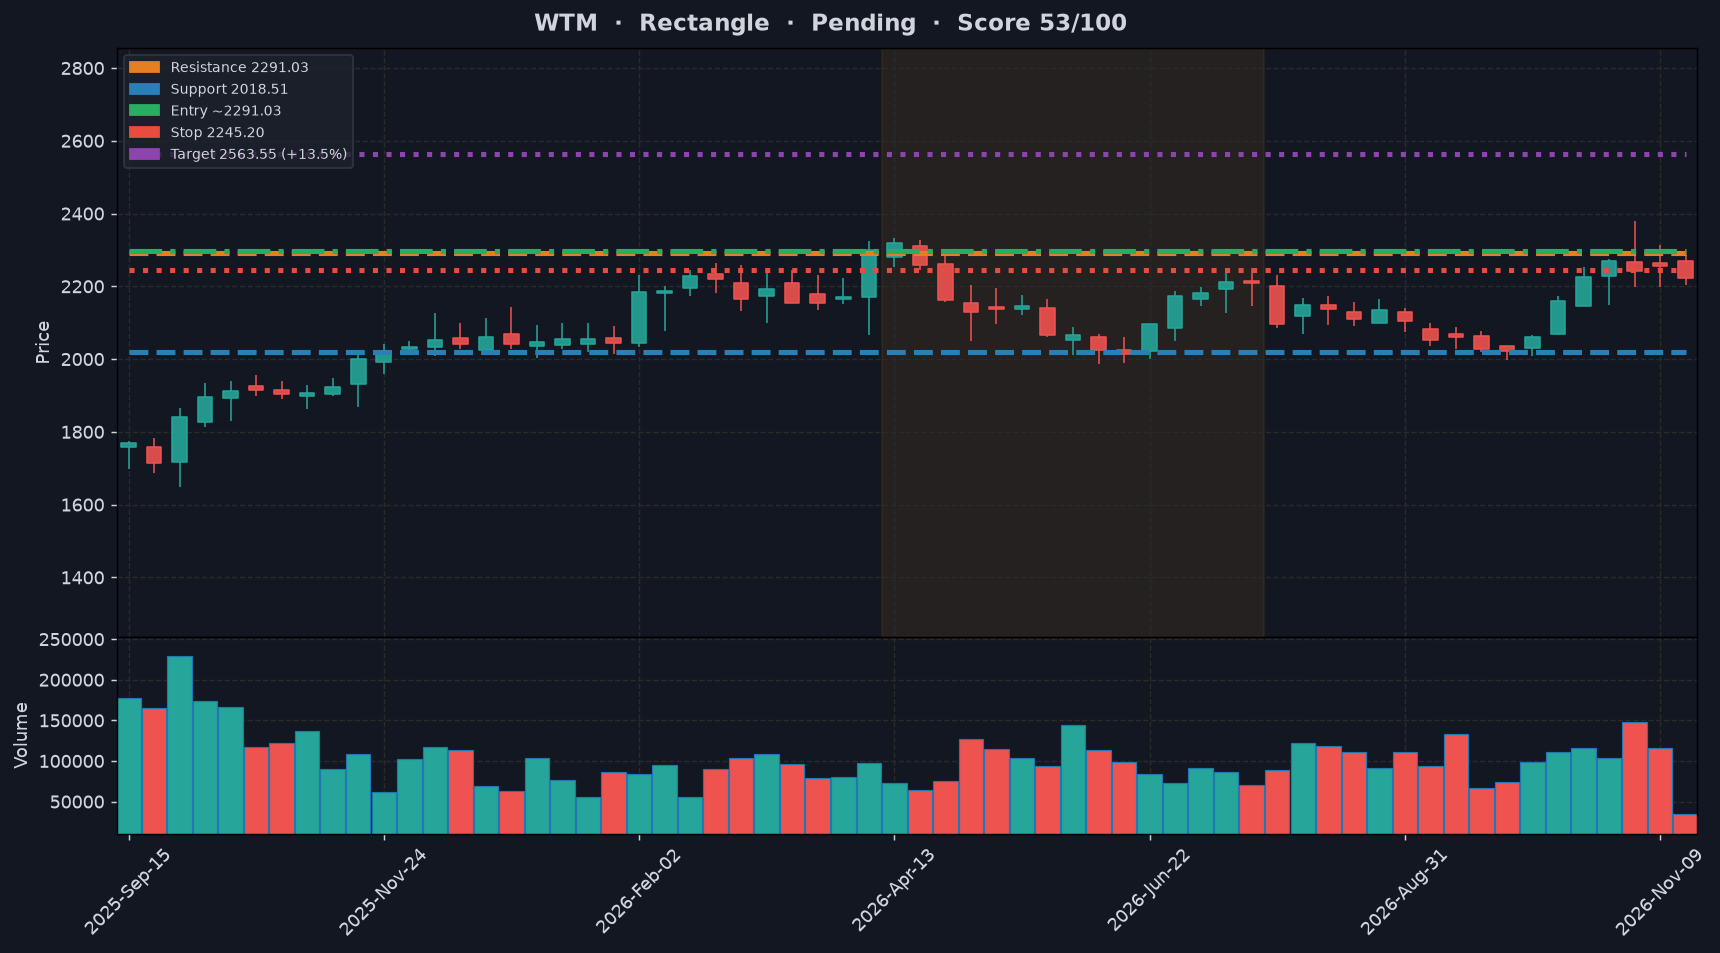 WTM · Rectangle · Pending · Score 53/100
Resistance 2291.03
Support 2018.51
Entry ~2291.03
Stop 2245.20
Target 2563.55 (+13.5%)
Price
2800
2600
2400
2200
2000
1800
1600
1400
Volume
250000
200000
150000
100000
50000
2025-Sep-15
2025-Nov-24
2026-Feb-02
2026-Apr-13
2026-Jun-22
2026-Aug-31
2026-Nov-09